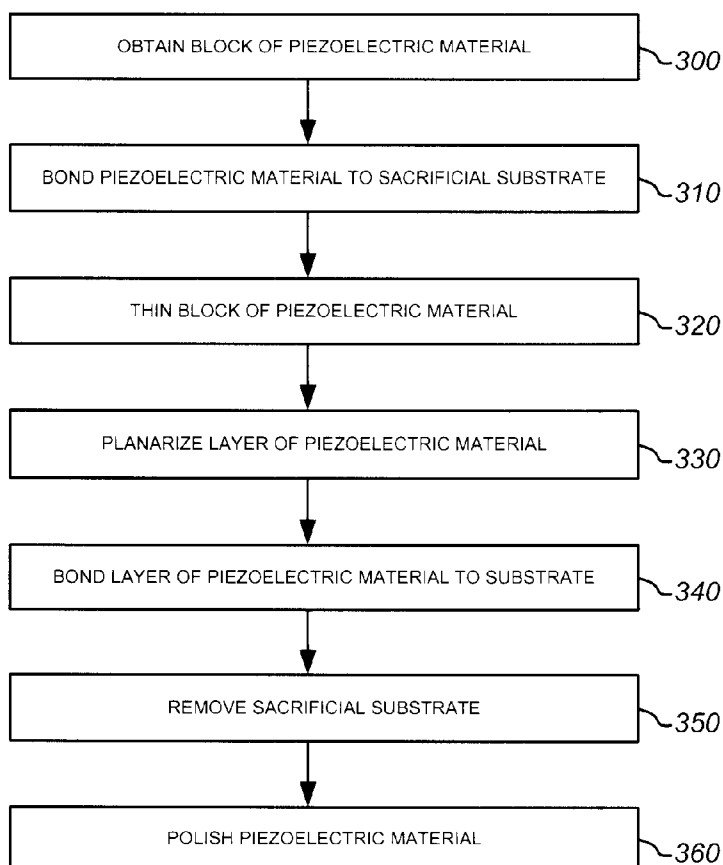 OBTAIN BLOCK OF PIEZOELECTRIC MATERIAL
300
BOND PIEZOELECTRIC MATERIAL TO SACRIFICIAL SUBSTRATE
310
THIN BLOCK OF PIEZOELECTRIC MATERIAL
320
PLANARIZE LAYER OF PIEZOELECTRIC MATERIAL
330
BOND LAYER OF PIEZOELECTRIC MATERIAL TO SUBSTRATE
340
REMOVE SACRIFICIAL SUBSTRATE
350
POLISH PIEZOELECTRIC MATERIAL
360